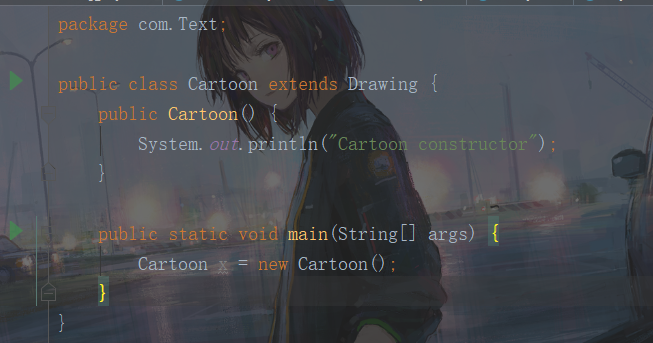 package com.Text;
public class Cartoon extends Drawing {
public Cartoon() {
System.out.println("Cartoon constructor");
}
public static void main(String[] args) {
Cartoon x = new Cartoon();
}
}